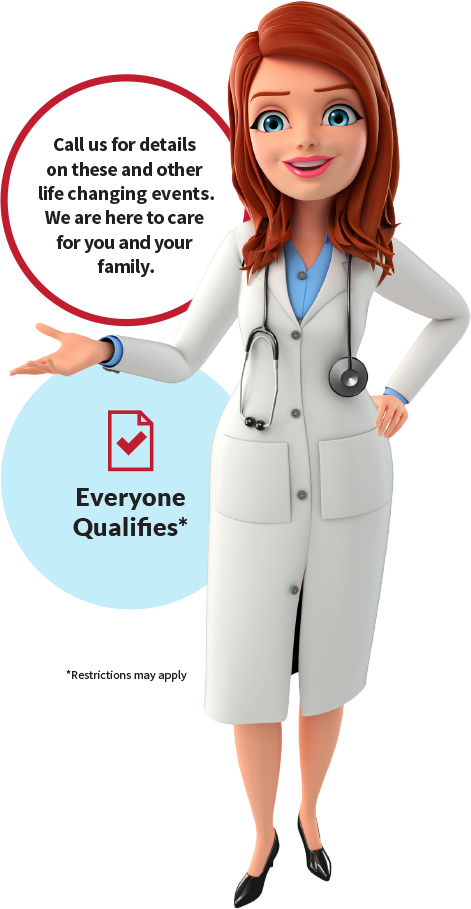 Call us for details
on these and other
life changing events.
We are here to care
for you and your
family.
Everyone
Qualifies*
*Restrictions may apply